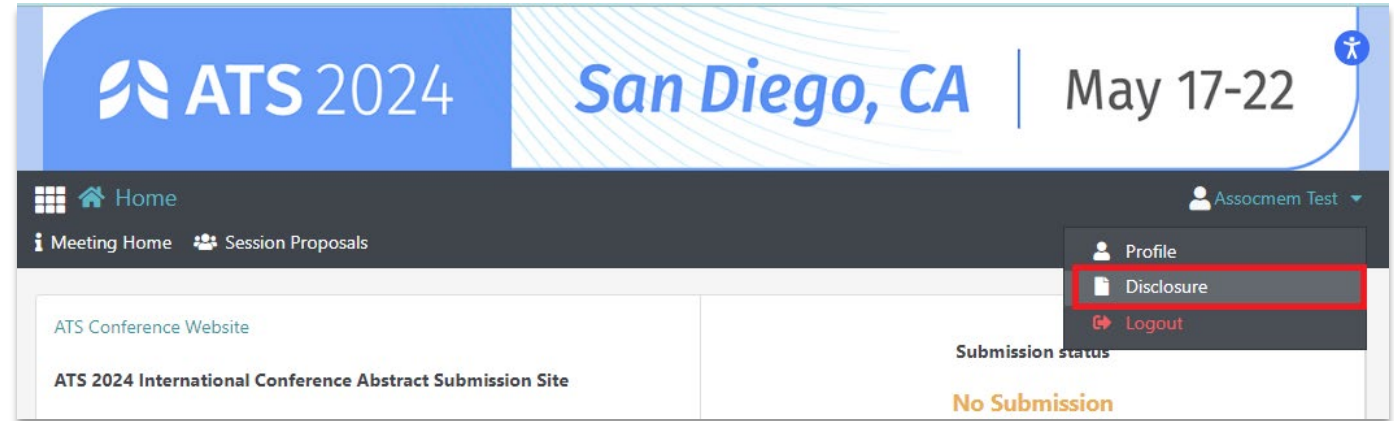 ATS 2024 San Diego, CA May 17-22
Home
Assocmem Test
Meeting Home Session Proposals
Profile
Disclosure
Logout
ATS Conference Website
Submission status
ATS 2024 International Conference Abstract Submission Site
No Submission